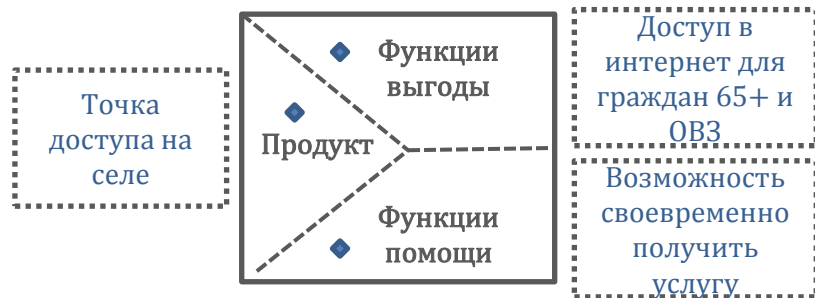 Точка
доступа на
селе
Функции
выгоды
Продукт
Функции
помощи
Доступ в
интернет для
граждан 65+ и
ОВЗ
Возможность
своевременно
получить
услугу